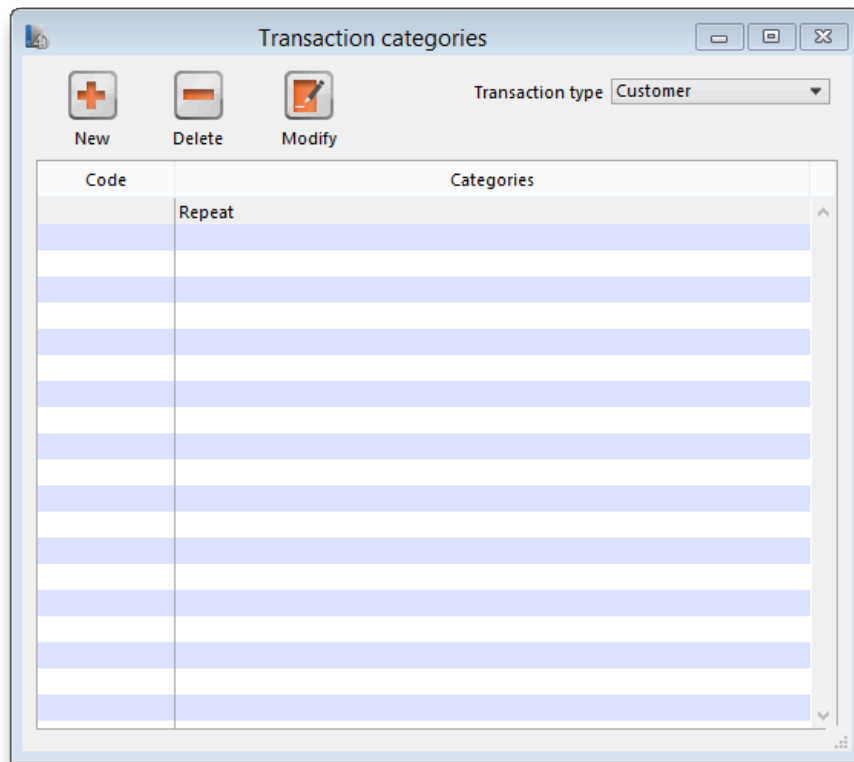 Transaction categories
Transaction type Customer
New Delete Modify
Code Categories
Repeat